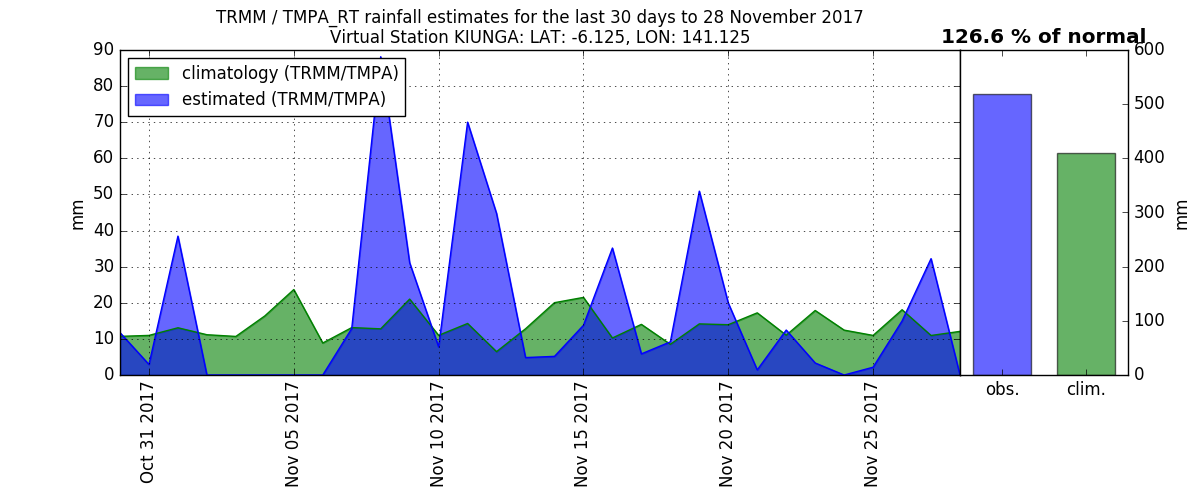 TRMM / TMPA_RT rainfall estimates for the last 30 days to 28 November 2017
Virtual Station KIUNGA: LAT: -6.125, LON: 141.125
126.6 % of normal
climatology (TRMM/TMPA)
estimated (TRMM/TMPA)
mm
90
80
70
60
50
40
30
20
10
0
Oct 31 2017
Nov 05 2017
Nov 10 2017
Nov 15 2017
Nov 20 2017
Nov 25 2017
600
500
400
300
200
100
0
mm
obs.
clim.